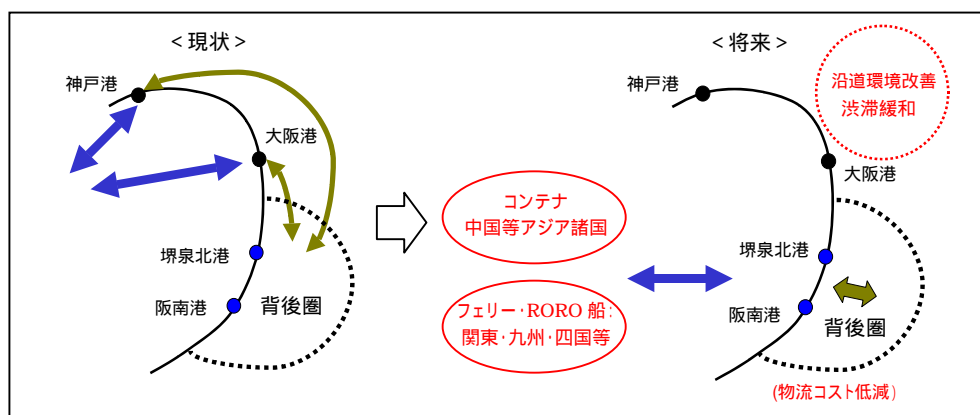 <現状>
神戸港
大阪港
堺泉北港
阪南港
背後圏
コンテナ
中国等アジア諸国
フェリー・RORO 船:
関東・九州・四国等
<将来>
神戸港
沿道環境改善
渋滞緩和
大阪港
堺泉北港
阪南港
背後圏
(物流コスト低減)